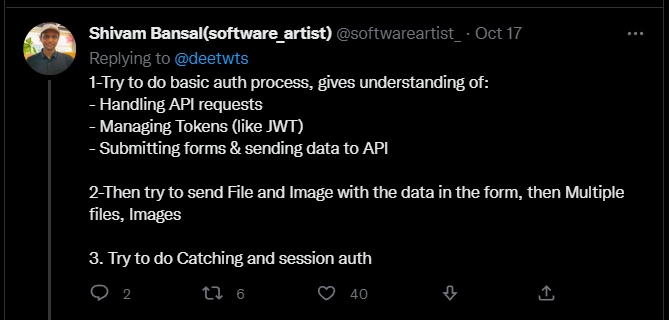 Shivam Bansal(software_artist) @softwareartist_ · Oct 17
Replying to @deetwts
1-Try to do basic auth process, gives understanding of:
- Handling API requests
- Managing Tokens (like JWT)
- Submitting forms & sending data to API
2-Then try to send File and Image with the data in the form, then Multiple
files, Images
3. Try to do Catching and session auth
2 6 40